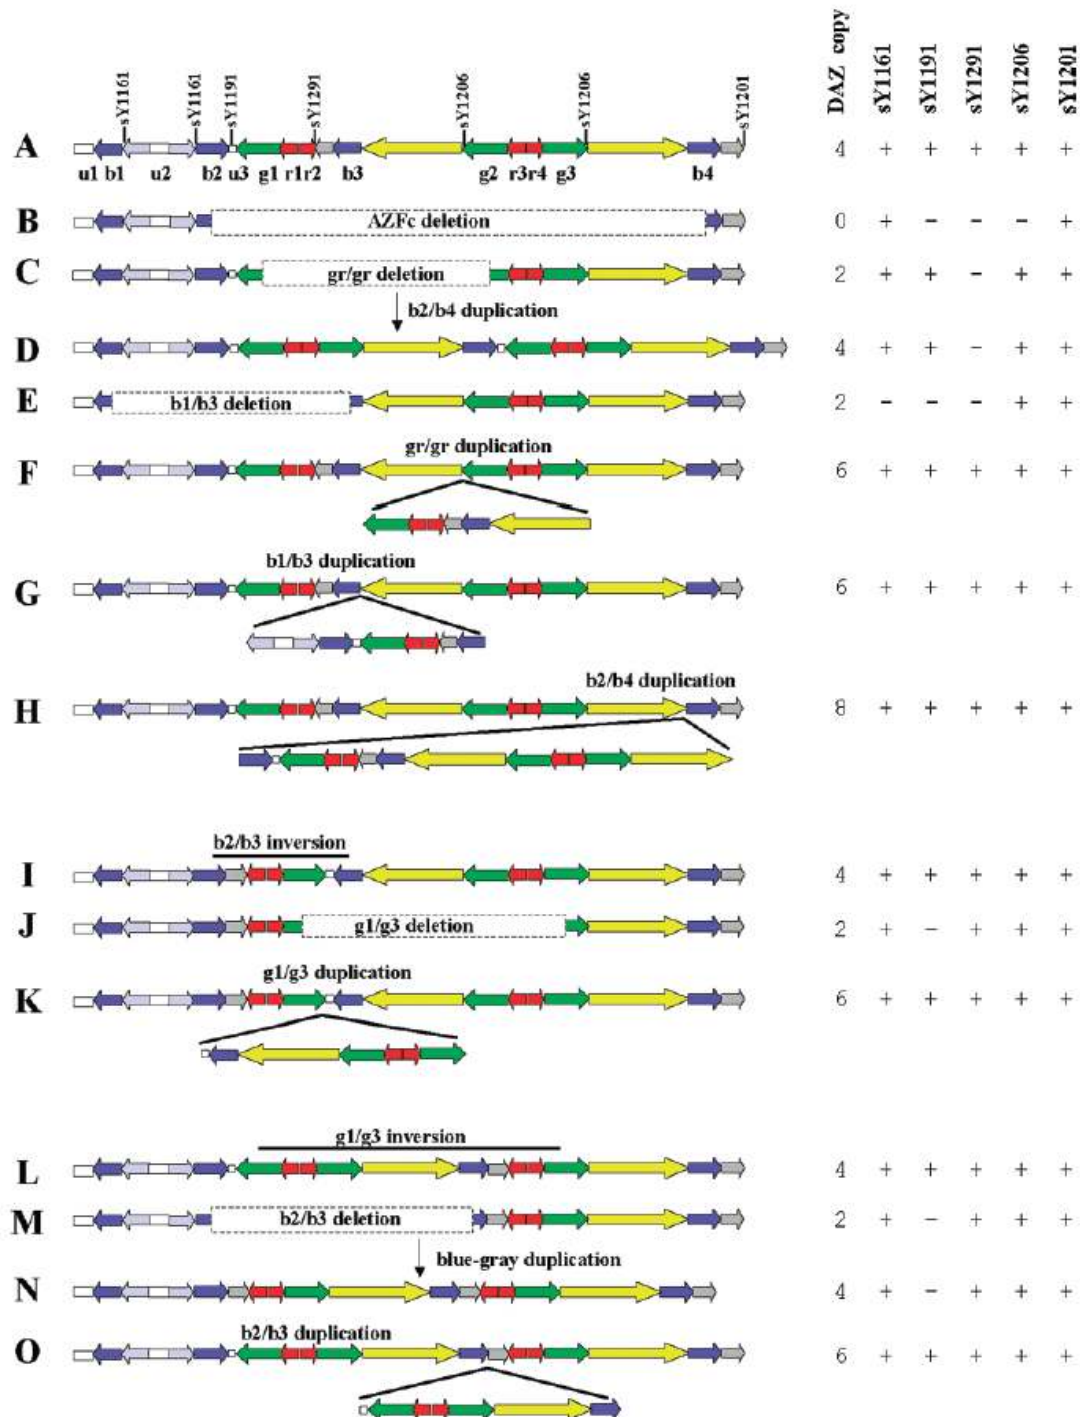 DAZ copy sY1161 sY1191 sY1291 sY1206 sY1201
sY1161 sY1161 sY1191 sY1291 sY1206 sY1206 sY1201
A 4 + + + + +
u1 b1 u2 b2 u3 g1 r1r2 b3 g2 r3r4 g3 b4
B AZFc deletion 0 + − − − +
C gr/gr deletion 2 + + − + +
b2/b4 duplication
D 4 + + − + +
E b1/b3 deletion 2 − − − + +
gr/gr duplication
F 6 + + + + +
b1/b3 duplication
G 6 + + + + +
b2/b4 duplication
H 8 + + + + +
b2/b3 inversion
I 4 + + + + +
J g1/g3 deletion 2 + − + + +
g1/g3 duplication
K 6 + + + + +
g1/g3 inversion
L 4 + + + + +
M b2/b3 deletion 2 + − + + +
blue-gray duplication
N 4 + − + + +
b2/b3 duplication
O 6 + + + + +